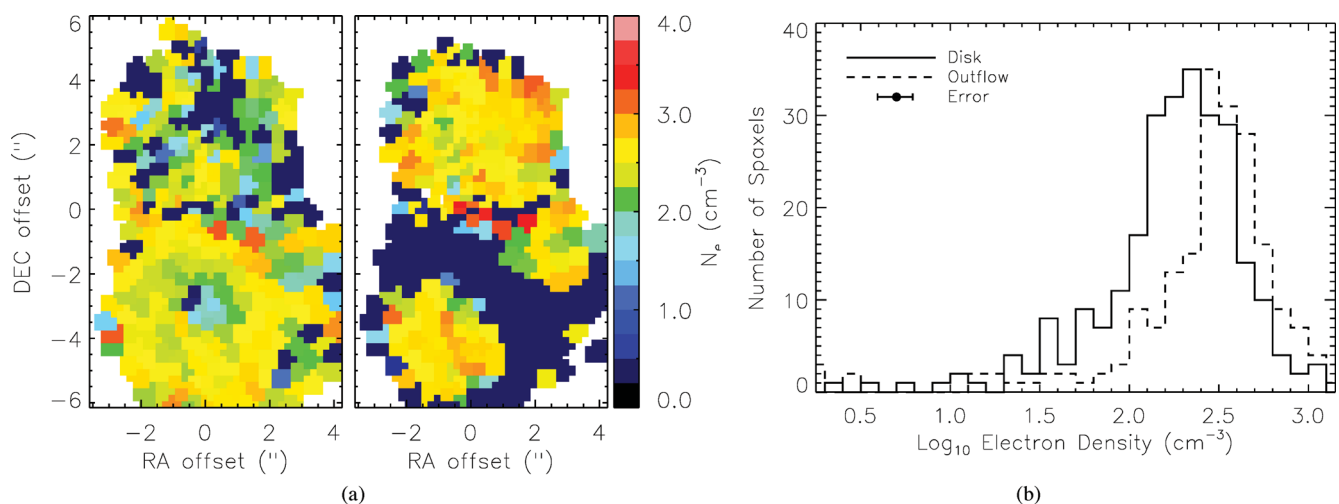 6
4
2
0
−2
−4
−6
DEC offset (")
−2 0 2 4
RA offset (")
−2 0 2 4
RA offset (")
4.0
3.0
2.0
1.0
0.0
Nₑ (cm⁻³)
(a)
40
30
20
10
0
Number of Spaxels
Disk
Outflow
Error
0.5 1.0 1.5 2.0 2.5 3.0
Log₁₀ Electron Density (cm⁻³)
(b)